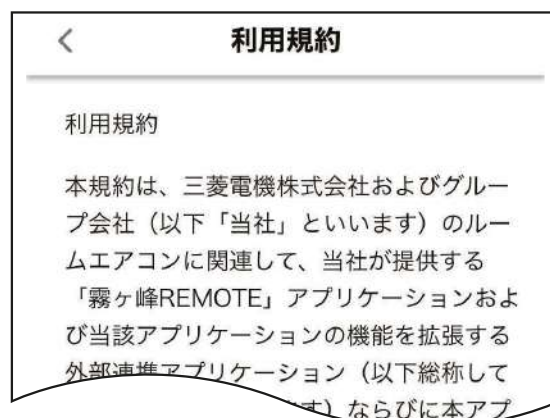 利用規約
利用規約
本規約は、三菱電機株式会社およびグルー
プ会社（以下「当社」といいます）のルー
ムエアコンに関連して、当社が提供する
「霧ヶ峰REMOTE」アプリケーションおよ
び当該アプリケーションの機能を拡張する
外部連携アプリケーション（以下総称して
す）ならびに本アプ